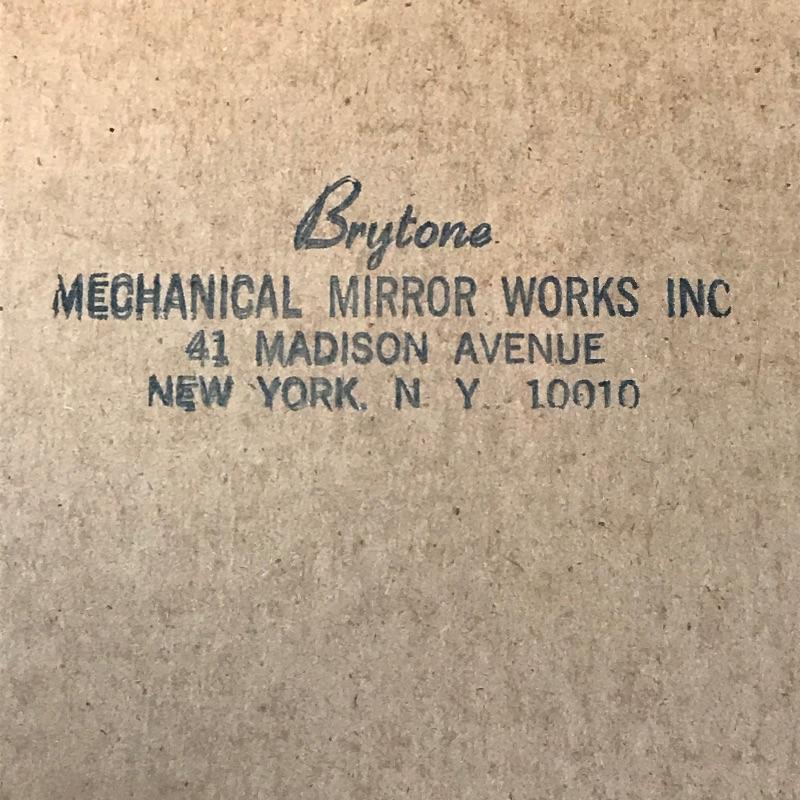 Brytone
MECHANICAL MIRROR WORKS INC
41 MADISON AVENUE
NEW YORK, N Y. 10010